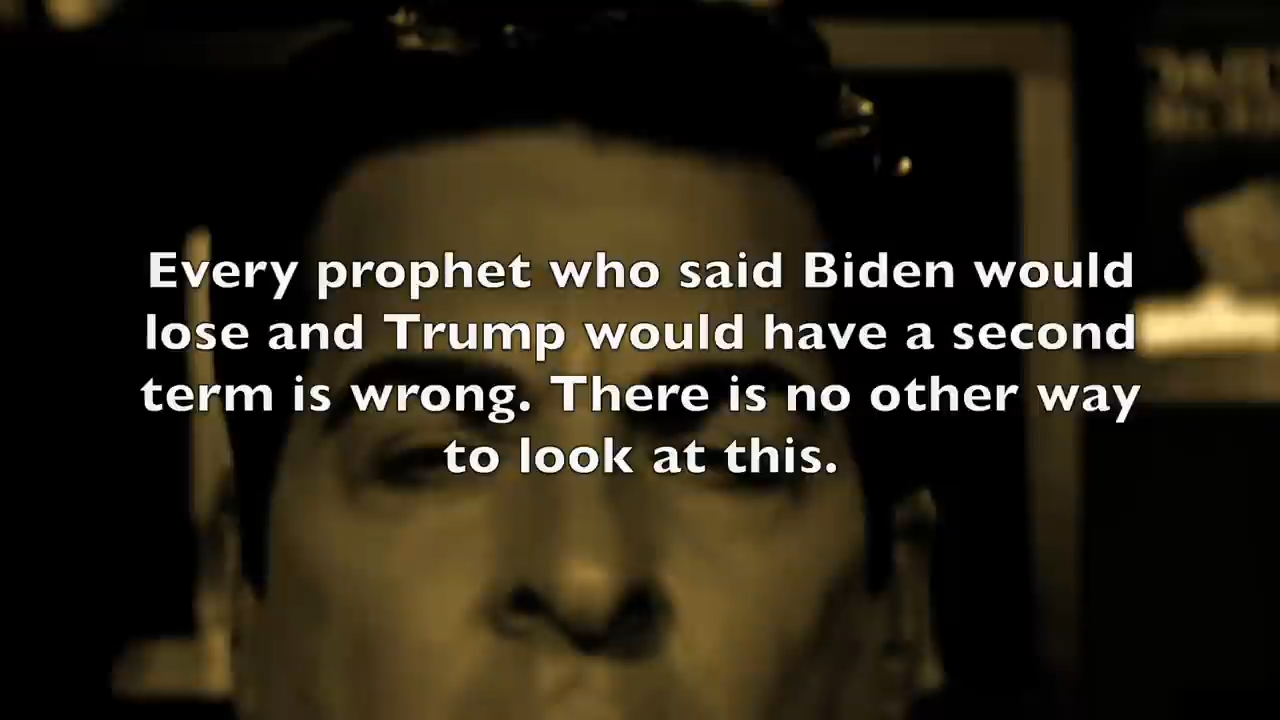 Every prophet who said Biden would
lose and Trump would have a second
term is wrong. There is no other way
to look at this.